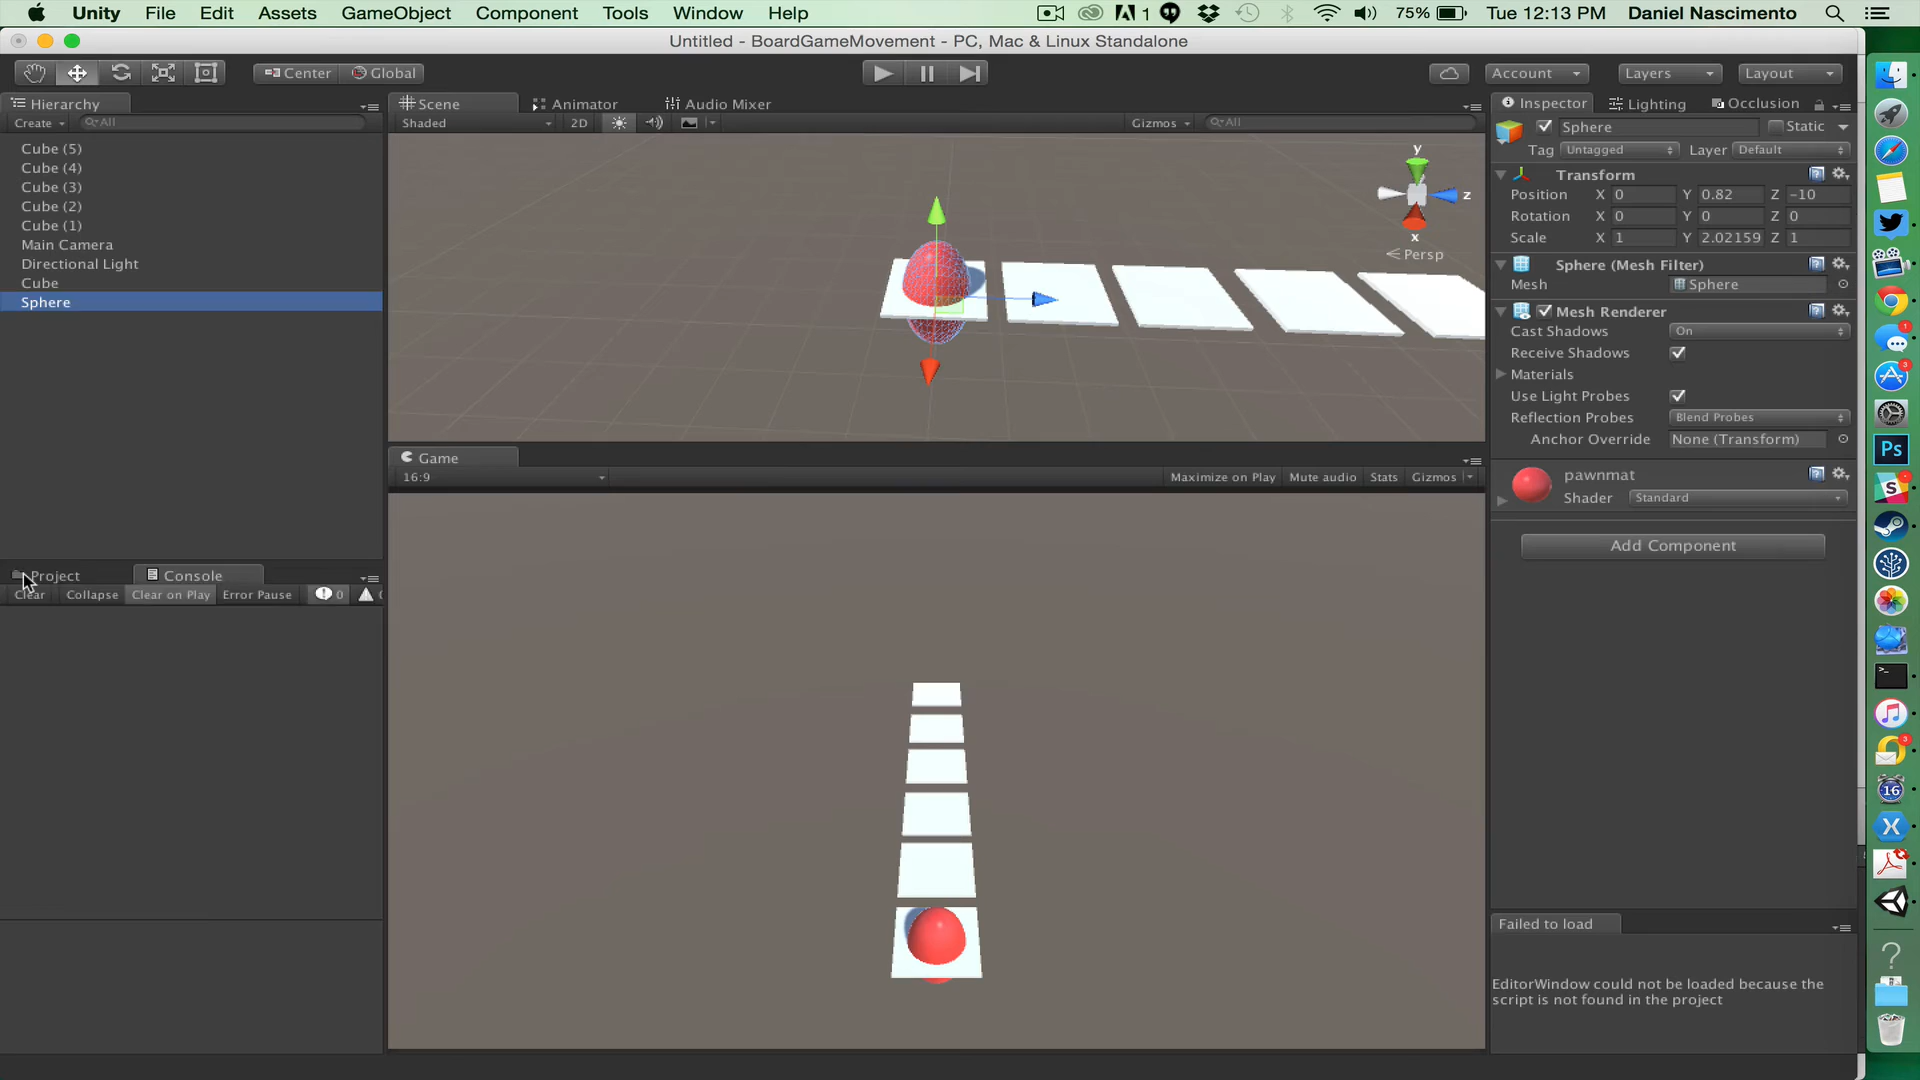 Unity File Edit Assets GameObject Component Tools Window Help 1 75% Tue 12:13 PM Daniel Nascimento
Untitled - BoardGameMovement - PC, Mac & Linux Standalone
Center Global Account Layers Layout
Hierarchy
Create All
Cube (5)
Cube (4)
Cube (3)
Cube (2)
Cube (1)
Main Camera
Directional Light
Cube
Sphere
Scene Animator Audio Mixer
Shaded 2D Gizmos All
y
z
x
Persp
Game
16:9 Maximize on Play Mute audio Stats Gizmos
Project Console
Clear Collapse Clear on Play Error Pause 0
Inspector Lighting Occlusion
Sphere Static
Tag Untagged Layer Default
Transform
Position X 0 Y 0.82 Z -10
Rotation X 0 Y 0 Z 0
Scale X 1 Y 2.02159 Z 1
Sphere (Mesh Filter)
Mesh Sphere
Mesh Renderer
Cast Shadows On
Receive Shadows
Materials
Use Light Probes
Reflection Probes Blend Probes
Anchor Override None (Transform)
pawnmat
Shader Standard
Add Component
Failed to load
EditorWindow could not be loaded because the
script is not found in the project
Ps
16